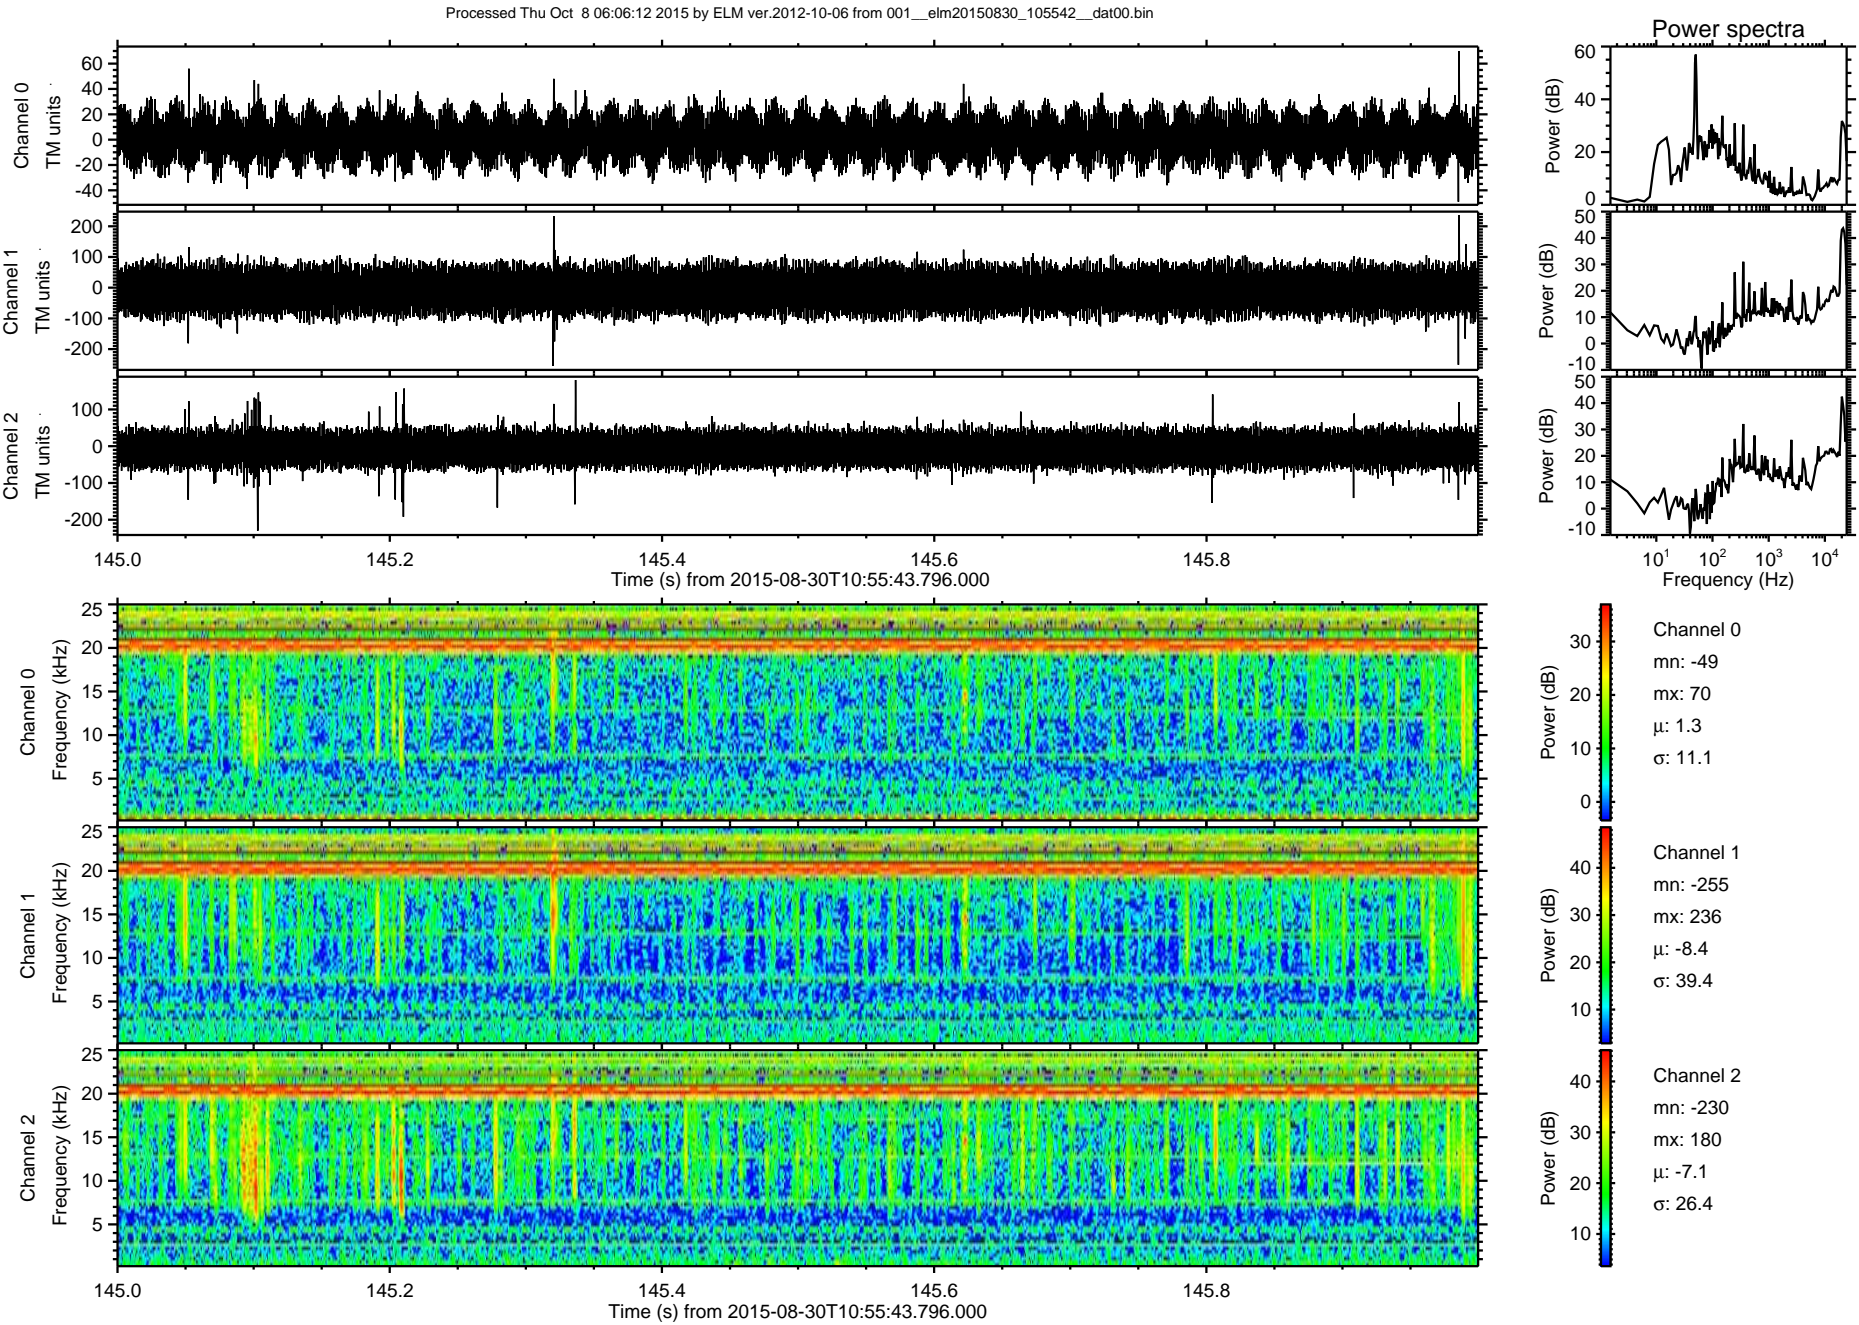 Processed Thu Oct  8 06:06:12 2015 by ELM ver.2012-10-06 from 001__elm20150830_105542__dat00.bin
Power spectra
Channel 0
TM units
60
40
20
0
-20
-40
Power (dB)
60
40
20
0
Channel 1
TM units
200
100
0
-100
-200
Power (dB)
50
40
30
20
10
0
-10
Channel 2
TM units
100
0
-100
-200
Power (dB)
50
40
30
20
10
0
-10
145.0 145.2 145.4 145.6 145.8
Time (s) from 2015-08-30T10:55:43.796.000
10¹ 10² 10³ 10⁴
Frequency (Hz)
Channel 0
Frequency (kHz)
25
20
15
10
5
Power (dB)
30
20
10
0
Channel 0
mn: -49
mx: 70
μ: 1.3
σ: 11.1
Channel 1
Frequency (kHz)
25
20
15
10
5
Power (dB)
40
30
20
10
Channel 1
mn: -255
mx: 236
μ: -8.4
σ: 39.4
Channel 2
Frequency (kHz)
25
20
15
10
5
Power (dB)
40
30
20
10
Channel 2
mn: -230
mx: 180
μ: -7.1
σ: 26.4
145.0 145.2 145.4 145.6 145.8
Time (s) from 2015-08-30T10:55:43.796.000